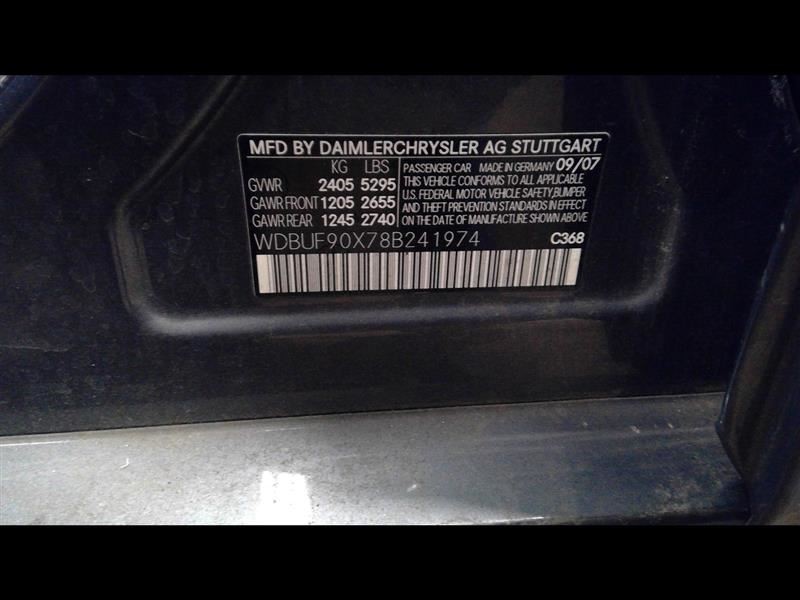 MFD BY DAIMLERCHRYSLER AG STUTTGART
KG LBS
GVWR 2405 5295
GAWR FRONT 1205 2655
GAWR REAR 1245 2740
PASSENGER CAR MADE IN GERMANY 09/07
THIS VEHICLE CONFORMS TO ALL APPLICABLE
U.S. FEDERAL MOTOR VEHICLE SAFETY, BUMPER
AND THEFT PREVENTION STANDARDS IN EFFECT
ON THE DATE OF MANUFACTURE SHOWN ABOVE
WDBUF90X78B241974 C368